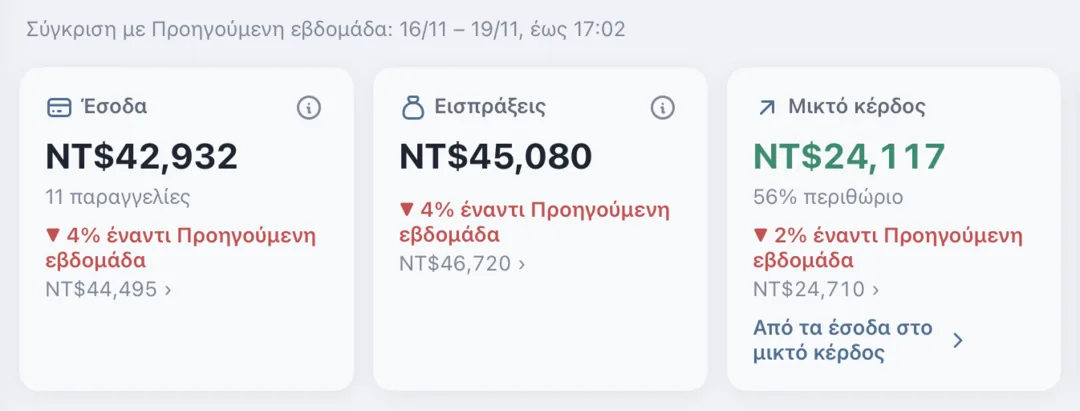 Σύγκριση με Προηγούμενη εβδομάδα: 16/11 – 19/11, έως 17:02
Έσοδα
NT$42,932
11 παραγγελίες
▼ 4% έναντι Προηγούμενη
εβδομάδα
NT$44,495 ›
Εισπράξεις
NT$45,080
▼ 4% έναντι Προηγούμενη
εβδομάδα
NT$46,720 ›
Μικτό κέρδος
NT$24,117
56% περιθώριο
▼ 2% έναντι Προηγούμενη
εβδομάδα
NT$24,710 ›
Από τα έσοδα στο
μικτό κέρδος